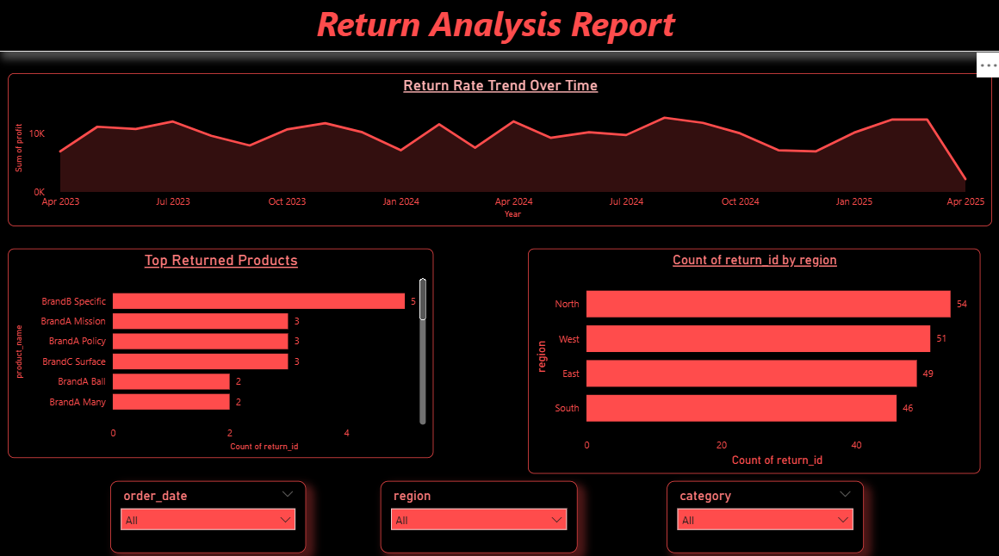 Return Analysis Report
Return Rate Trend Over Time
Sum of profit
10K
0K
Apr 2023 Jul 2023 Oct 2023 Jan 2024 Apr 2024 Jul 2024 Oct 2024 Jan 2025 Apr 2025
Year
Top Returned Products
product_name
BrandB Specific 5
BrandA Mission 3
BrandA Policy 3
BrandC Surface 3
BrandA Ball 2
BrandA Many 2
0 2 4
Count of return_id
Count of return_id by region
region
North 54
West 51
East 49
South 46
0 20 40
Count of return_id
order_date
All
region
All
category
All